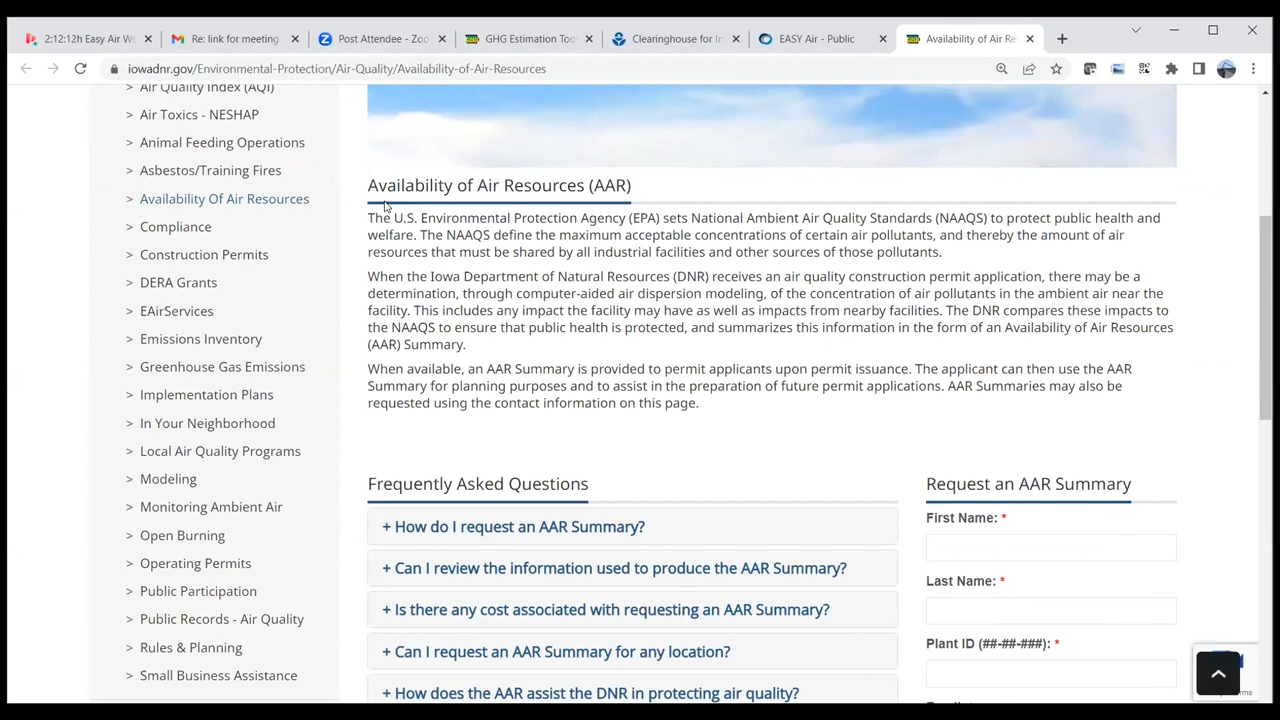 2:12:12h Easy Air We
Re: link for meeting
Post Attendee - Zoo
GHG Estimation Tool
Clearinghouse for In
EASY Air - Public
Availability of Air Re
iowadnr.gov/Environmental-Protection/Air-Quality/Availability-of-Air-Resources
> Air Quality Index (AQI)
> Air Toxics - NESHAP
> Animal Feeding Operations
> Asbestos/Training Fires
> Availability Of Air Resources
> Compliance
> Construction Permits
> DERA Grants
> EAirServices
> Emissions Inventory
> Greenhouse Gas Emissions
> Implementation Plans
> In Your Neighborhood
> Local Air Quality Programs
> Modeling
> Monitoring Ambient Air
> Open Burning
> Operating Permits
> Public Participation
> Public Records - Air Quality
> Rules & Planning
> Small Business Assistance
Availability of Air Resources (AAR)
The U.S. Environmental Protection Agency (EPA) sets National Ambient Air Quality Standards (NAAQS) to protect public health and
welfare. The NAAQS define the maximum acceptable concentrations of certain air pollutants, and thereby the amount of air
resources that must be shared by all industrial facilities and other sources of those pollutants.
When the Iowa Department of Natural Resources (DNR) receives an air quality construction permit application, there may be a
determination, through computer-aided air dispersion modeling, of the concentration of air pollutants in the ambient air near the
facility. This includes any impact the facility may have as well as impacts from nearby facilities. The DNR compares these impacts to
the NAAQS to ensure that public health is protected, and summarizes this information in the form of an Availability of Air Resources
(AAR) Summary.
When available, an AAR Summary is provided to permit applicants upon permit issuance. The applicant can then use the AAR
Summary for planning purposes and to assist in the preparation of future permit applications. AAR Summaries may also be
requested using the contact information on this page.
Frequently Asked Questions
+ How do I request an AAR Summary?
+ Can I review the information used to produce the AAR Summary?
+ Is there any cost associated with requesting an AAR Summary?
+ Can I request an AAR Summary for any location?
+ How does the AAR assist the DNR in protecting air quality?
Request an AAR Summary
First Name: *
Last Name: *
Plant ID (##-##-###): *